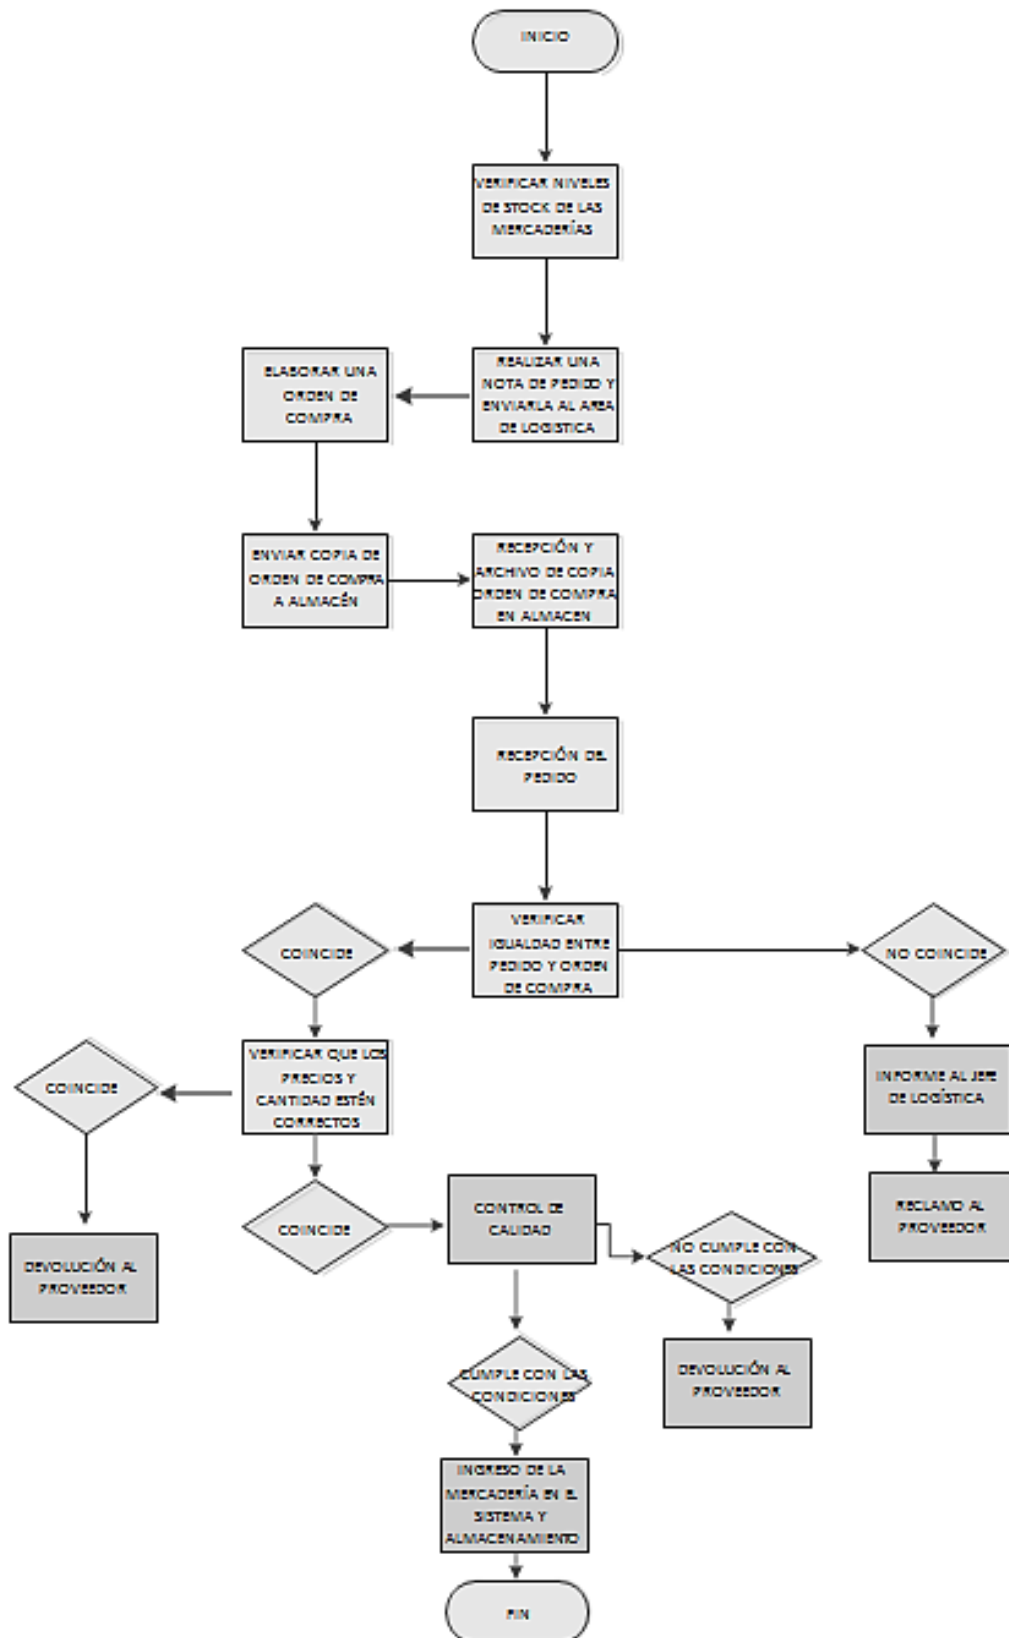 INICIO
VERIFICAR NIVELES
DE STOCK DE LAS
MERCADERÍAS
ELABORAR UNA
ORDEN DE
COMPRA
REALIZAR UNA
NOTA DE PEDIDO Y
ENVIARLA AL AREA
DE LOGISTICA
ENVIAR COPIA DE
ORDEN DE COMPRA
A ALMACÉN
RECEPCIÓN Y
ARCHIVO DE COPIA
ORDEN DE COMPRA
EN ALMACEN
RECEPCIÓN DEL
PEDIDO
COINCIDE
VERIFICAR
IGUALDAD ENTRE
PEDIDO Y ORDEN
DE COMPRA
NO COINCIDE
COINCIDE
VERIFICAR QUE LOS
PRECIOS Y
CANTIDAD ESTÉN
CORRECTOS
INFORME AL JEFE
DE LOGÍSTICA
COINCIDE
CONTROL DE
CALIDAD
NO CUMPLE CON
LAS CONDICIONES
RECLAMO AL
PROVEEDOR
DEVOLUCIÓN AL
PROVEEDOR
CUMPLE CON LAS
CONDICIONES
DEVOLUCIÓN AL
PROVEEDOR
INGRESO DE LA
MERCADERÍA EN EL
SISTEMA Y
ALMACENAMIENTO
FIN